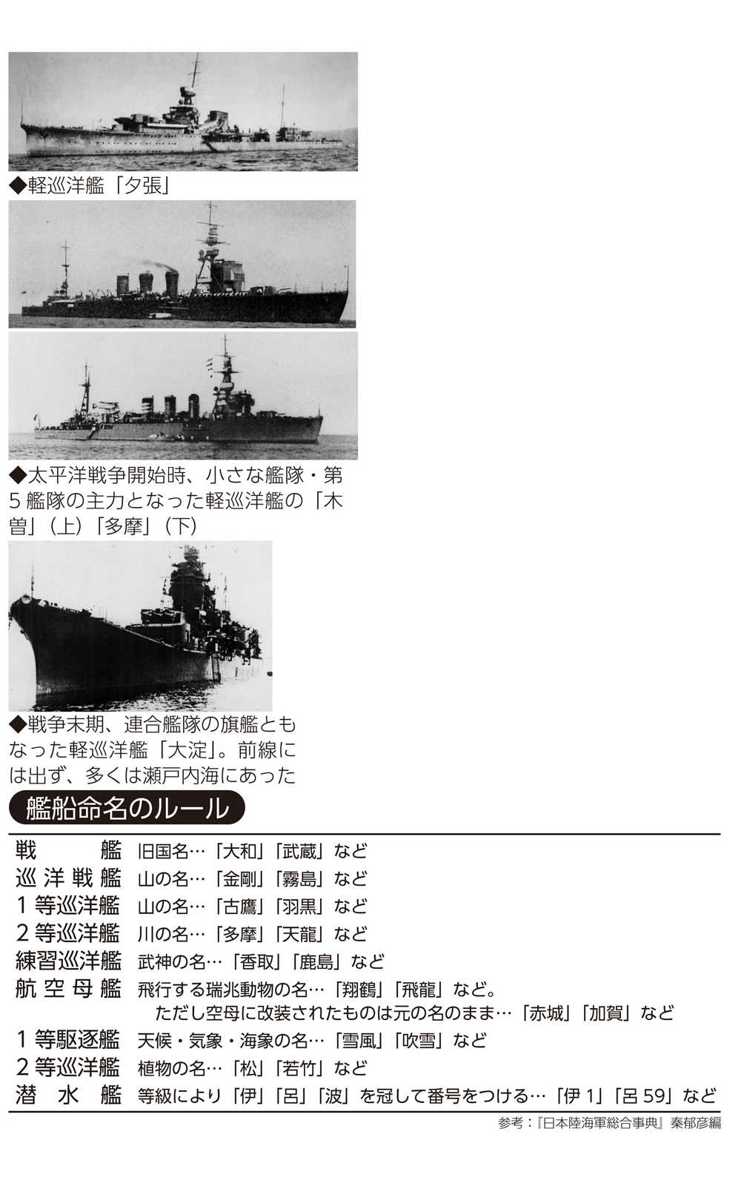 ◆軽巡洋艦「夕張」
◆太平洋戦争開始時、小さな艦隊・第
5艦隊の主力となった軽巡洋艦の「木
曽」（上）「多摩」（下）
◆戦争末期、連合艦隊の旗艦とも
なった軽巡洋艦「大淀」。前線に
は出ず、多くは瀬戸内海にあった
艦船命名のルール
戦艦 旧国名…「大和」「武蔵」など
巡洋戦艦 山の名…「金剛」「霧島」など
1等巡洋艦 山の名…「古鷹」「羽黒」など
2等巡洋艦 川の名…「多摩」「天龍」など
練習巡洋艦 武神の名…「香取」「鹿島」など
航空母艦 飛行する瑞兆動物の名…「翔鶴」「飛龍」など。
ただし空母に改装されたものは元の名のまま…「赤城」「加賀」など
1等駆逐艦 天候・気象・海象の名…「雪風」「吹雪」など
2等巡洋艦 植物の名…「松」「若竹」など
潜水艦 等級により「伊」「呂」「波」を冠して番号をつける…「伊1」「呂59」など
参考：『日本陸海軍総合事典』秦郁彦編